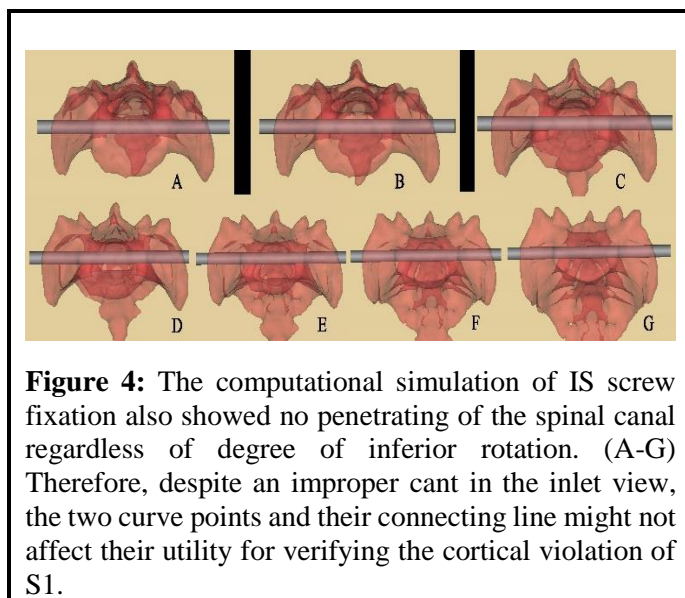 A
B
C
D
E
F
G
Figure 4: The computational simulation of IS screw
fixation also showed no penetrating of the spinal canal
regardless of degree of inferior rotation. (A-G)
Therefore, despite an improper cant in the inlet view,
the two curve points and their connecting line might not
affect their utility for verifying the cortical violation of
S1.